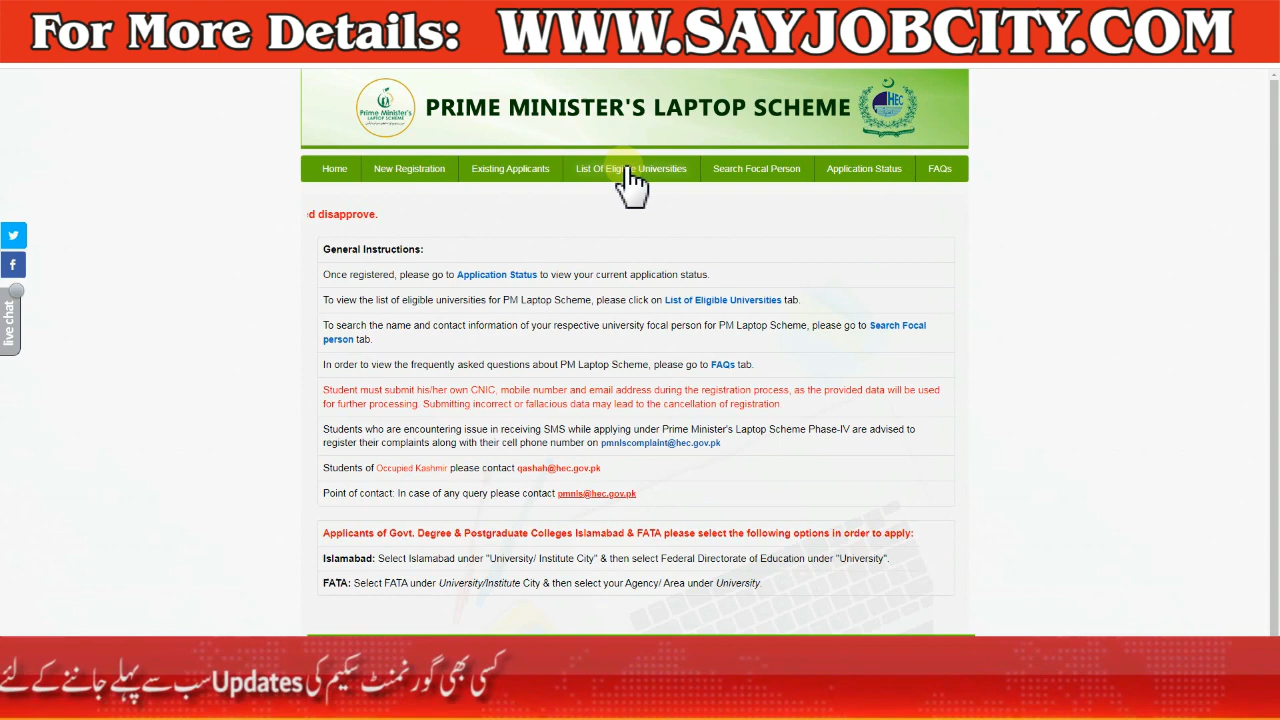 For More Details: WWW.SAYJOBCITY.COM
Prime Minister's
LAPTOP SCHEME
PRIME MINISTER'S LAPTOP SCHEME
HEC
Home New Registration Existing Applicants List Of Eligible Universities Search Focal Person Application Status FAQs
ed disapprove.
General Instructions:
Once registered, please go to Application Status to view your current application status.
To view the list of eligible universities for PM Laptop Scheme, please click on List of Eligible Universities tab.
To search the name and contact information of your respective university focal person for PM Laptop Scheme, please go to Search Focal
person tab.
In order to view the frequently asked questions about PM Laptop Scheme, please go to FAQs tab.
Student must submit his/her own CNIC, mobile number and email address during the registration process, as the provided data will be used
for further processing. Submitting incorrect or fallacious data may lead to the cancellation of registration
Students who are encountering issue in receiving SMS while applying under Prime Minister's Laptop Scheme Phase-IV are advised to
register their complaints along with their cell phone number on pmnlscomplaint@hec.gov.pk
Students of Occupied Kashmir please contact qashah@hec.gov.pk
Point of contact: In case of any query please contact pmnls@hec.gov.pk
Applicants of Govt. Degree & Postgraduate Colleges Islamabad & FATA please select the following options in order to apply:
Islamabad: Select Islamabad under "University/ Institute City" & then select Federal Directorate of Education under "University".
FATA: Select FATA under University/Institute City & then select your Agency/ Area under University.
live chat
کسی بھی گورنمنٹ سکیم کی Updates سب سے پہلے جاننے کے لئے